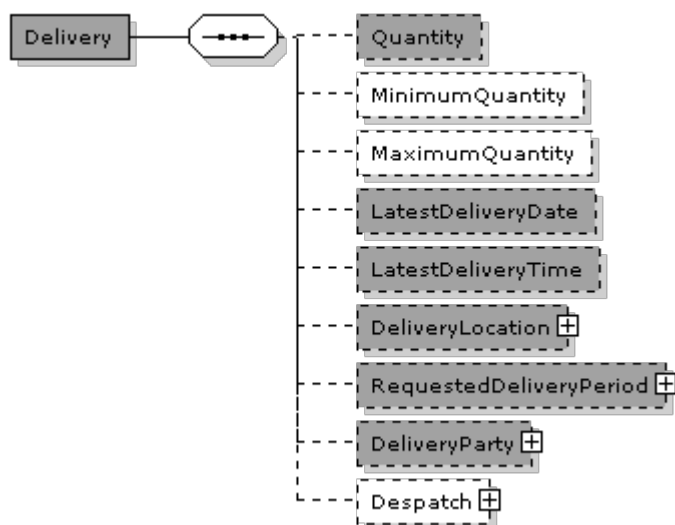 Delivery
Quantity
MinimumQuantity
MaximumQuantity
LatestDeliveryDate
LatestDeliveryTime
DeliveryLocation
RequestedDeliveryPeriod
DeliveryParty
Despatch